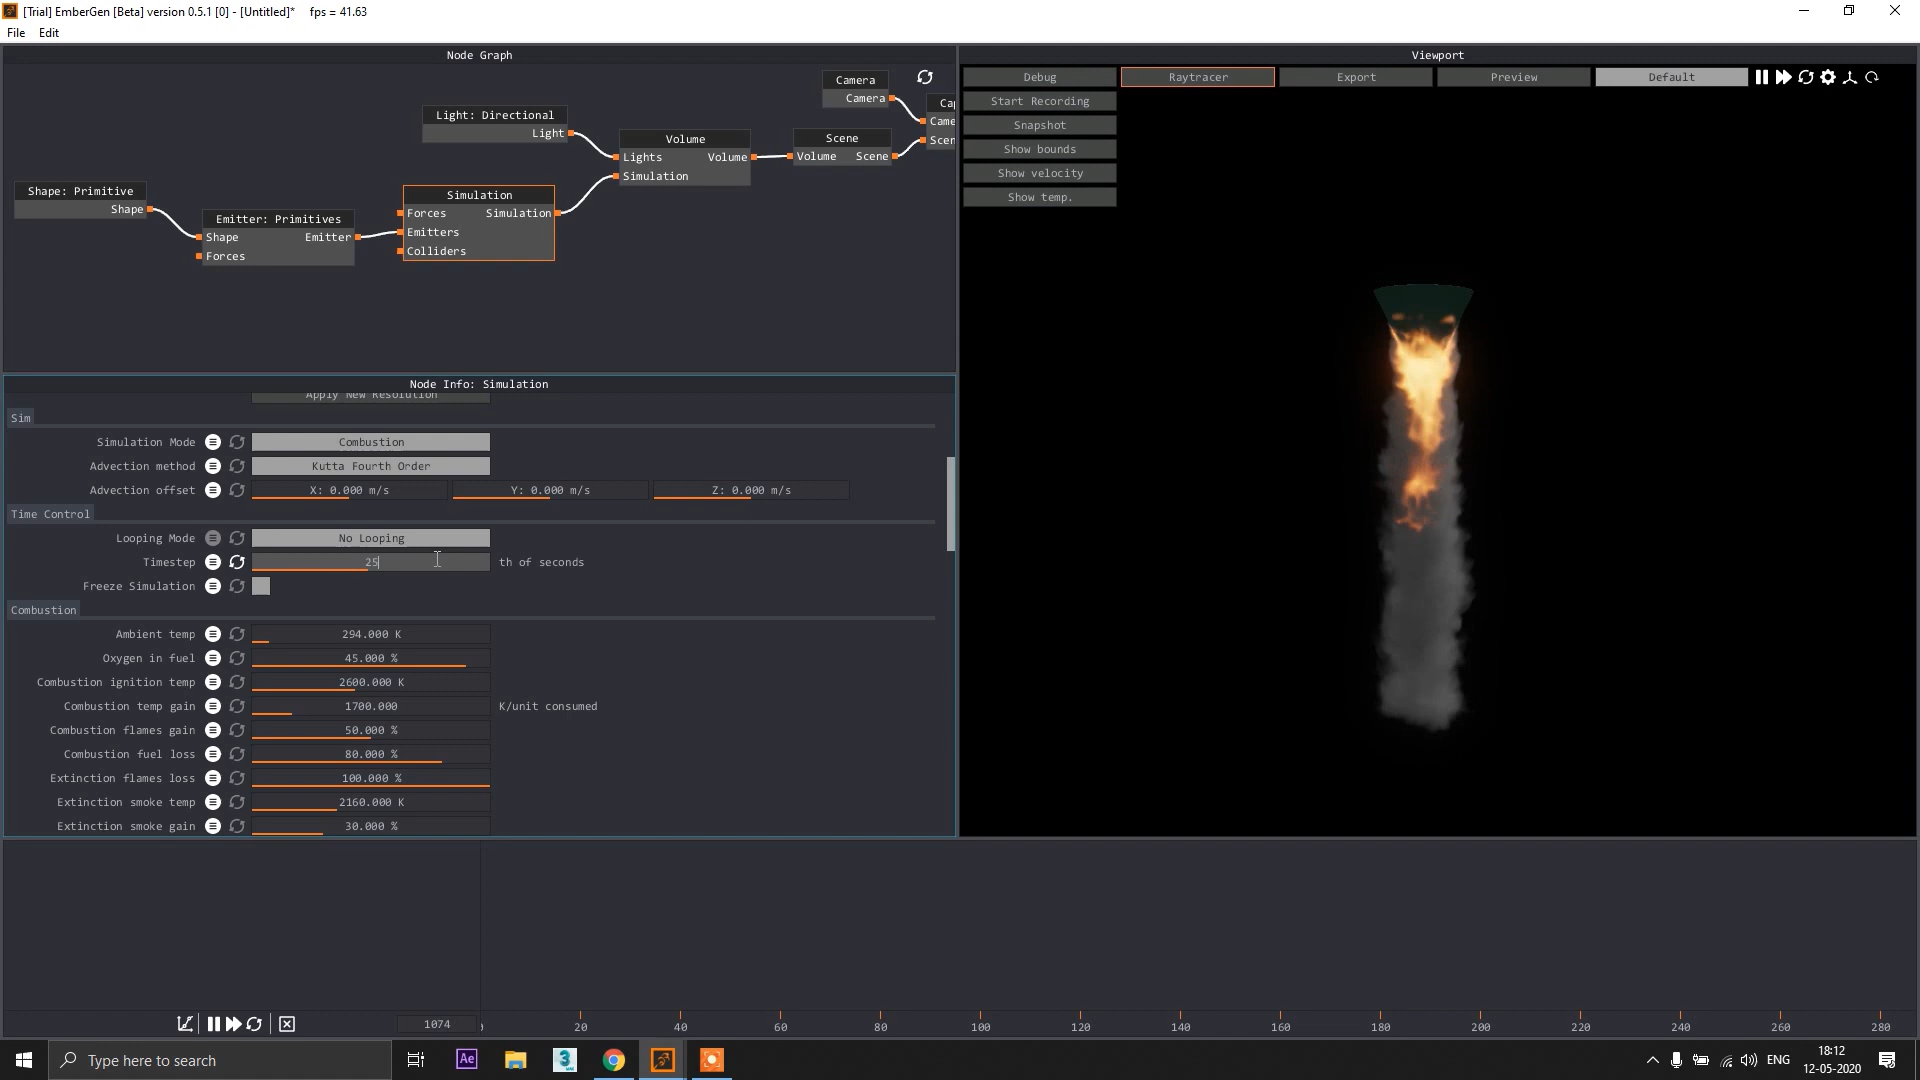 [Trial] EmberGen [Beta] version 0.5.1 [0] - [Untitled]* fps = 41.63
File Edit
Node Graph
Camera
Camera
Light: Directional
Light
Volume
Lights Volume
Simulation
Scene
Volume Scene
Came
Scen
Shape: Primitive
Shape
Emitter: Primitives
Shape Emitter
Forces
Simulation
Forces Simulation
Emitters
Colliders
Viewport
Debug Raytracer Export Preview Default
Start Recording
Snapshot
Show bounds
Show velocity
Show temp.
Node Info: Simulation
Apply New Resolution
Sim
Simulation Mode Combustion
Advection method Kutta Fourth Order
Advection offset X: 0.000 m/s Y: 0.000 m/s Z: 0.000 m/s
Time Control
Looping Mode No Looping
Timestep 25 th of seconds
Freeze Simulation
Combustion
Ambient temp 294.000 K
Oxygen in fuel 45.000 %
Combustion ignition temp 2600.000 K
Combustion temp gain 1700.000 K/unit consumed
Combustion flames gain 50.000 %
Combustion fuel loss 80.000 %
Extinction flames loss 100.000 %
Extinction smoke temp 2160.000 K
Extinction smoke gain 30.000 %
1074 20 40 60 80 100 120 140 160 180 200 220 240 260 280
Type here to search
Ae
3
ENG
18:12
12-05-2020